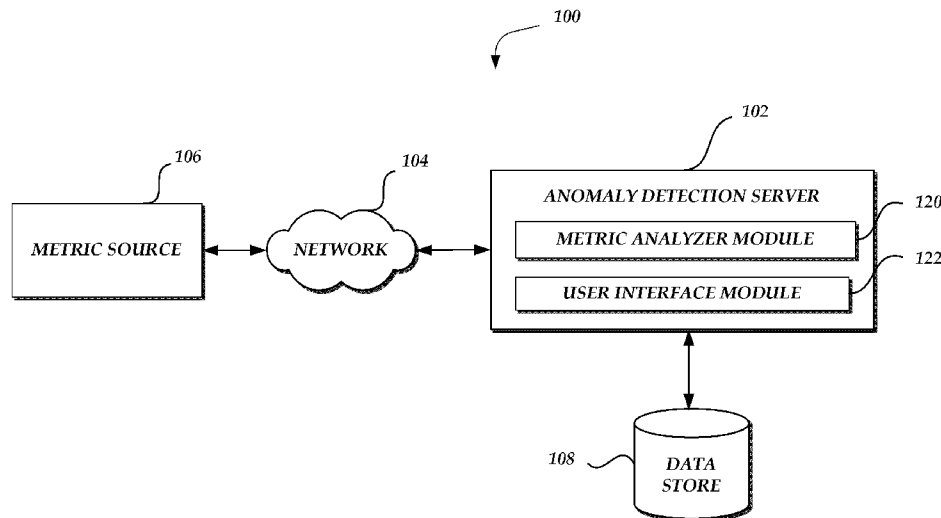 100
102
106
104
ANOMALY DETECTION SERVER
120
METRIC SOURCE
NETWORK
METRIC ANALYZER MODULE
122
USER INTERFACE MODULE
108
DATA
STORE